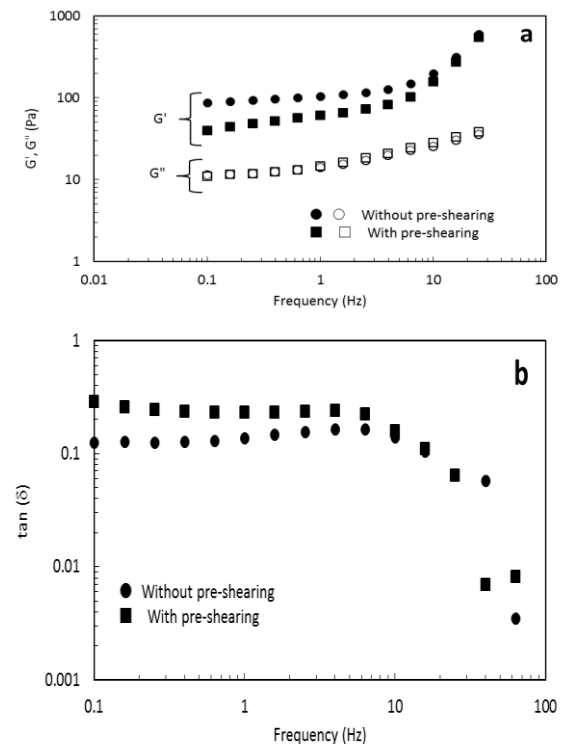 a
1000
100
10
1
G', G'' (Pa)
G'
G''
Without pre-shearing
With pre-shearing
0.01 0.1 1 10 100
Frequency (Hz)
b
1
0.1
0.01
0.001
tan (δ)
Without pre-shearing
With pre-shearing
0.1 1 10 100
Frequency (Hz)